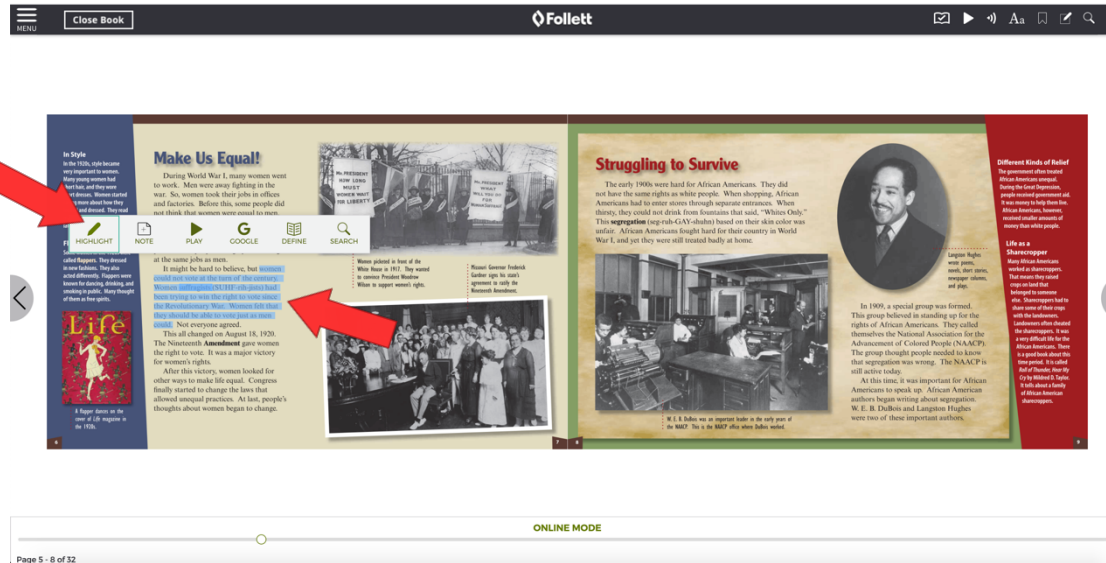 MENU
Close Book
Follett
Aa
In Style
In the 1920s, style became
very important to women.
Many young women had
short hair, and they were
dresses. Women started
more about how they
and dressed. They read
called flappers. They dressed
in new fashions. They also
acted differently. Flappers were
known for dancing, drinking, and
smoking in public. Many thought
of them as free spirits.
Life
A flapper dances on the
cover of Life magazine in
the 1920s.
6
Make Us Equal!
During World War I, many women went
to work. Men were away fighting in the
war. So, women took their jobs in offices
and factories. Before this, some people did
not think that women were equal to men.
HIGHLIGHT
NOTE
PLAY
GOOGLE
DEFINE
SEARCH
at the same jobs as men.
It might be hard to believe, but women
could not vote at the turn of the century.
Women suffragists (SUHF-rih-jists) had
been trying to win the right to vote since
the Revolutionary War. Women felt that
they should be able to vote just as men
could. Not everyone agreed.
This all changed on August 18, 1920.
The Nineteenth Amendment gave women
the right to vote. It was a major victory
for women's rights.
After this victory, women looked for
other ways to make life equal. Congress
finally started to change the laws that
allowed unequal practices. At last, people's
thoughts about women began to change.
Mr. PRESIDENT
HOW LONG
MUST
WOMEN WAIT
FOR LIBERTY
Mr. PRESIDENT
WHAT
WILL YOU DO
FOR
WOMAN SUFFRAGE
Women picketed in front of the
White House in 1917. They wanted
to convince President Woodrow
Wilson to support women's rights.
Missouri Governor Frederick
Gardner signs his state's
agreement to ratify the
Nineteenth Amendment.
7
Struggling to Survive
The early 1900s were hard for African Americans. They did
not have the same rights as white people. When shopping, African
Americans had to enter stores through separate entrances. When
thirsty, they could not drink from fountains that said, "Whites Only."
This segregation (seg-ruh-GAY-shuhn) based on their skin color was
unfair. African Americans fought hard for their country in World
War I, and yet they were still treated badly at home.
Langston Hughes
wrote poems,
novels, short stories,
newspaper columns,
and plays.
In 1909, a special group was formed.
This group believed in standing up for the
rights of African Americans. They called
themselves the National Association for the
Advancement of Colored People (NAACP).
The group thought people needed to know
that segregation was wrong. The NAACP is
still active today.
At this time, it was important for African
Americans to speak up. African American
authors began writing about segregation.
W. E. B. DuBois and Langston Hughes
were two of these important authors.
W. E. B. DuBois was an important leader in the early years of
the NAACP. This is the NAACP office where DuBois worked.
8
Different Kinds of Relief
The government often treated
African Americans unequal.
During the Great Depression,
people received government aid.
It was money to help them live.
African Americans, however,
received smaller amounts of
money than white people.
Life as a
Sharecropper
Many African Americans
worked as sharecroppers.
That means they raised
crops on land that
belonged to someone
else. Sharecroppers had to
share some of their crops
with the landowners.
Landowners often cheated
the sharecroppers. It was
a very difficult life for the
African Americans. There
is a good book about this
time period. It is called
Roll of Thunder, Hear My
Cry by Mildred D. Taylor.
It tells about a family
of African American
sharecroppers.
9
ONLINE MODE
Page 5 - 8 of 32